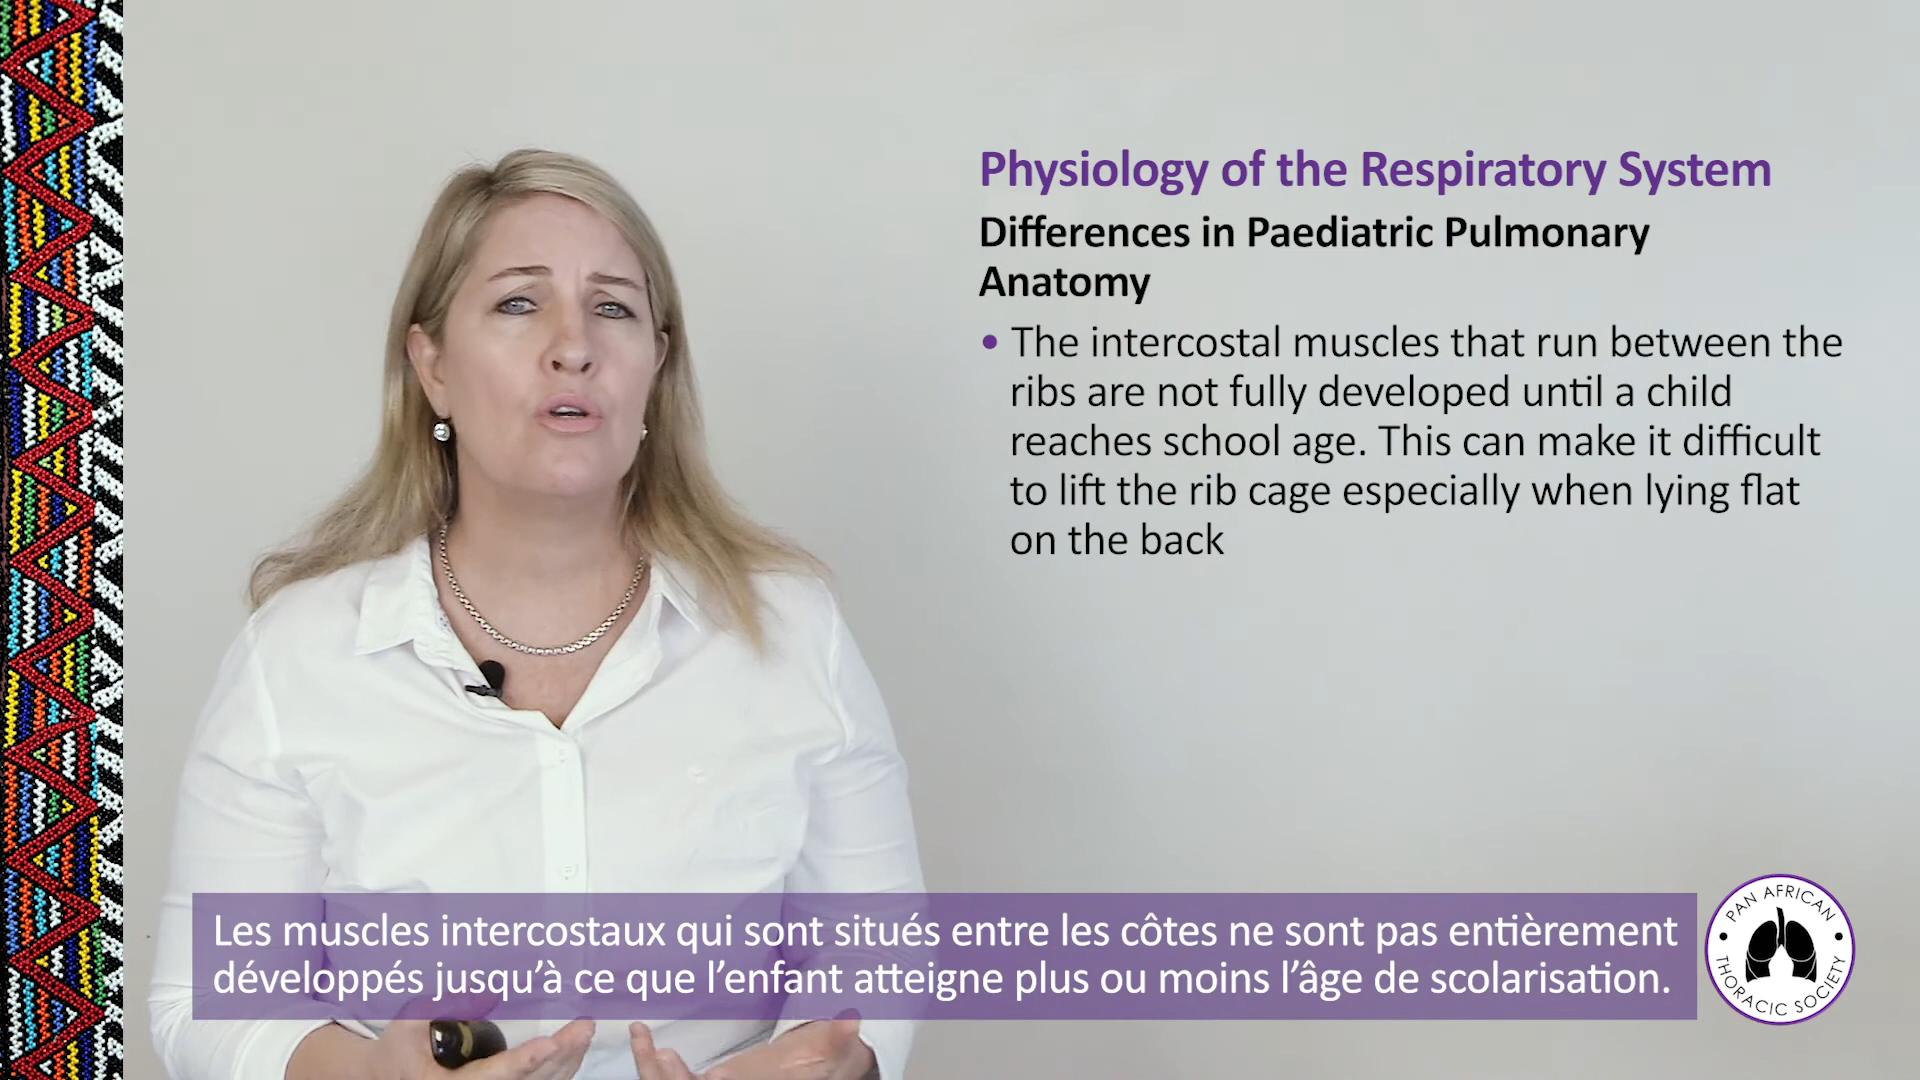 Physiology of the Respiratory System
Differences in Paediatric Pulmonary
Anatomy
• The intercostal muscles that run between the
ribs are not fully developed until a child
reaches school age. This can make it difficult
to lift the rib cage especially when lying flat
on the back
Les muscles intercostaux qui sont situés entre les côtes ne sont pas entièrement
développés jusqu’à ce que l’enfant atteigne plus ou moins l’âge de scolarisation.
PAN AFRICAN
THORACIC SOCIETY